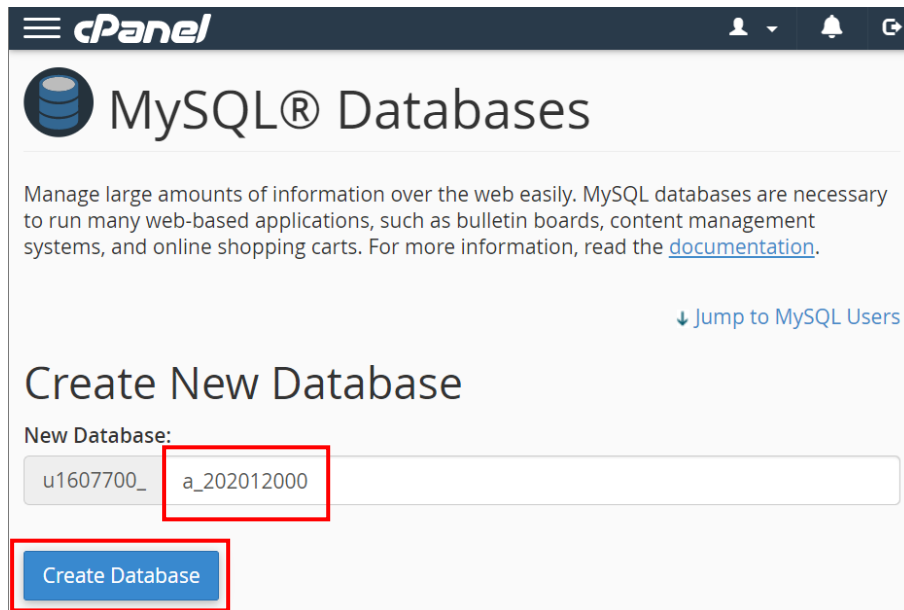 cPanel
MySQL® Databases
Manage large amounts of information over the web easily. MySQL databases are necessary
to run many web-based applications, such as bulletin boards, content management
systems, and online shopping carts. For more information, read the documentation.
Jump to MySQL Users
Create New Database
New Database:
u1607700_ a_202012000
Create Database